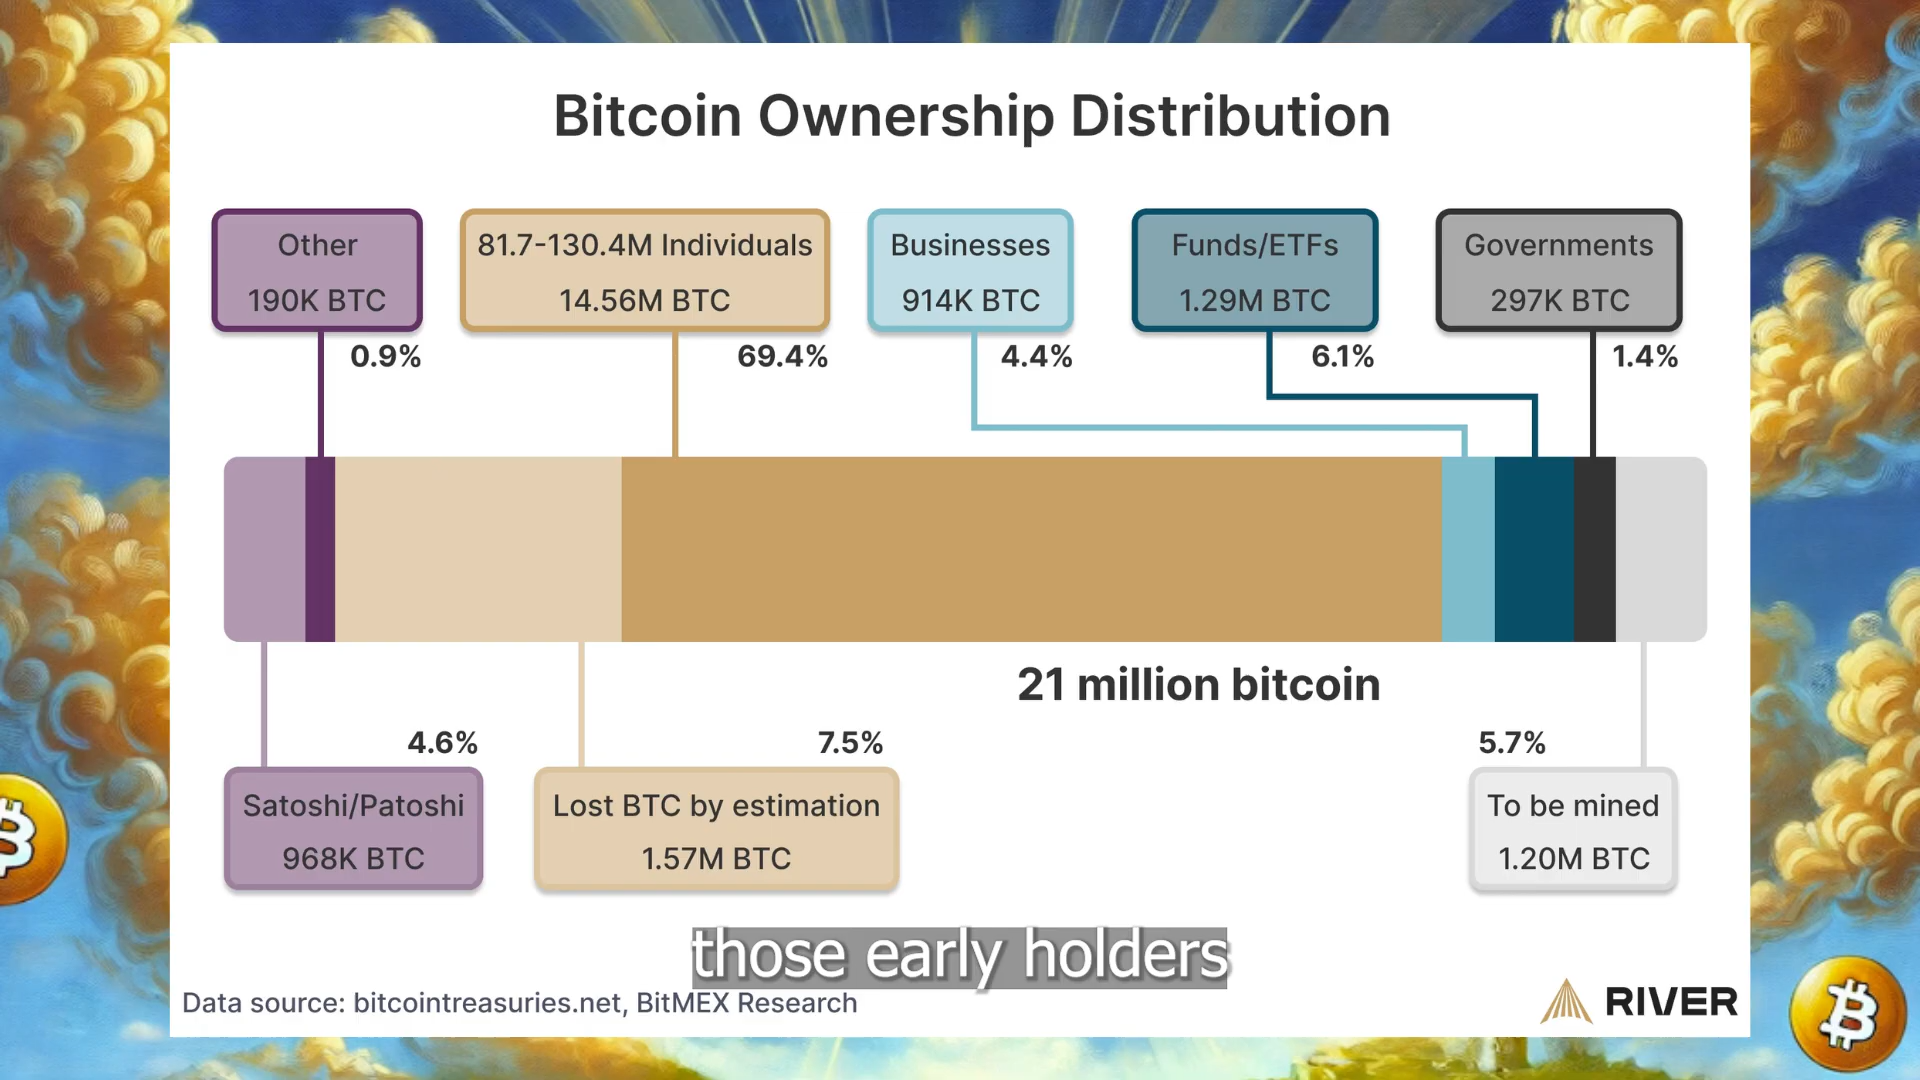 Bitcoin Ownership Distribution
Other
190K BTC
0.9%
81.7-130.4M Individuals
14.56M BTC
69.4%
Businesses
914K BTC
4.4%
Funds/ETFs
1.29M BTC
6.1%
Governments
297K BTC
1.4%
21 million bitcoin
4.6%
Satoshi/Patoshi
968K BTC
7.5%
Lost BTC by estimation
1.57M BTC
5.7%
To be mined
1.20M BTC
those early holders
Data source: bitcointreasuries.net, BitMEX Research
RIVER